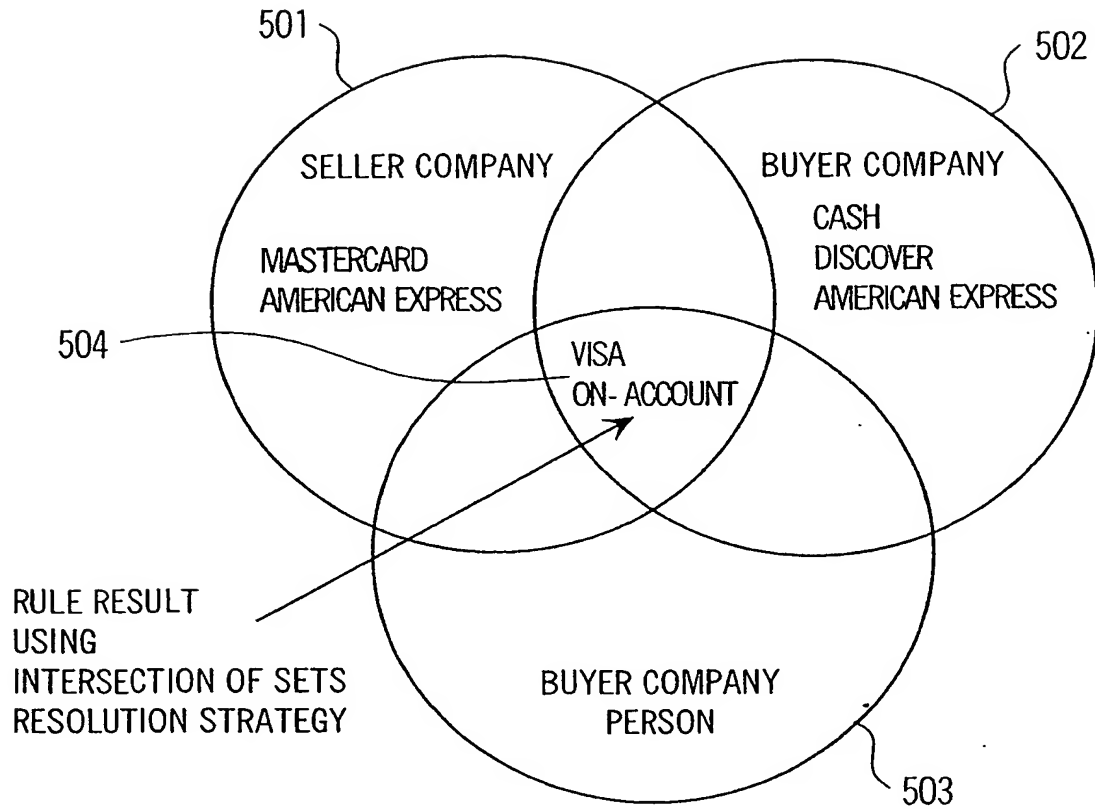 501
502
SELLER COMPANY
MASTERCARD
AMERICAN EXPRESS
BUYER COMPANY
CASH
DISCOVER
AMERICAN EXPRESS
504
VISA
ON-ACCOUNT
RULE RESULT
USING
INTERSECTION OF SETS
RESOLUTION STRATEGY
BUYER COMPANY
PERSON
503